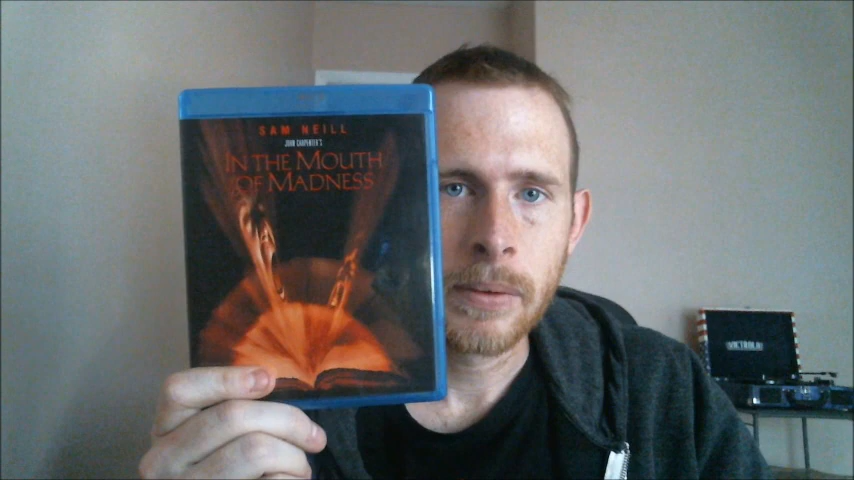 SAM NEILL
JOHN CARPENTER'S
IN THE MOUTH
OF MADNESS
VICTROLA